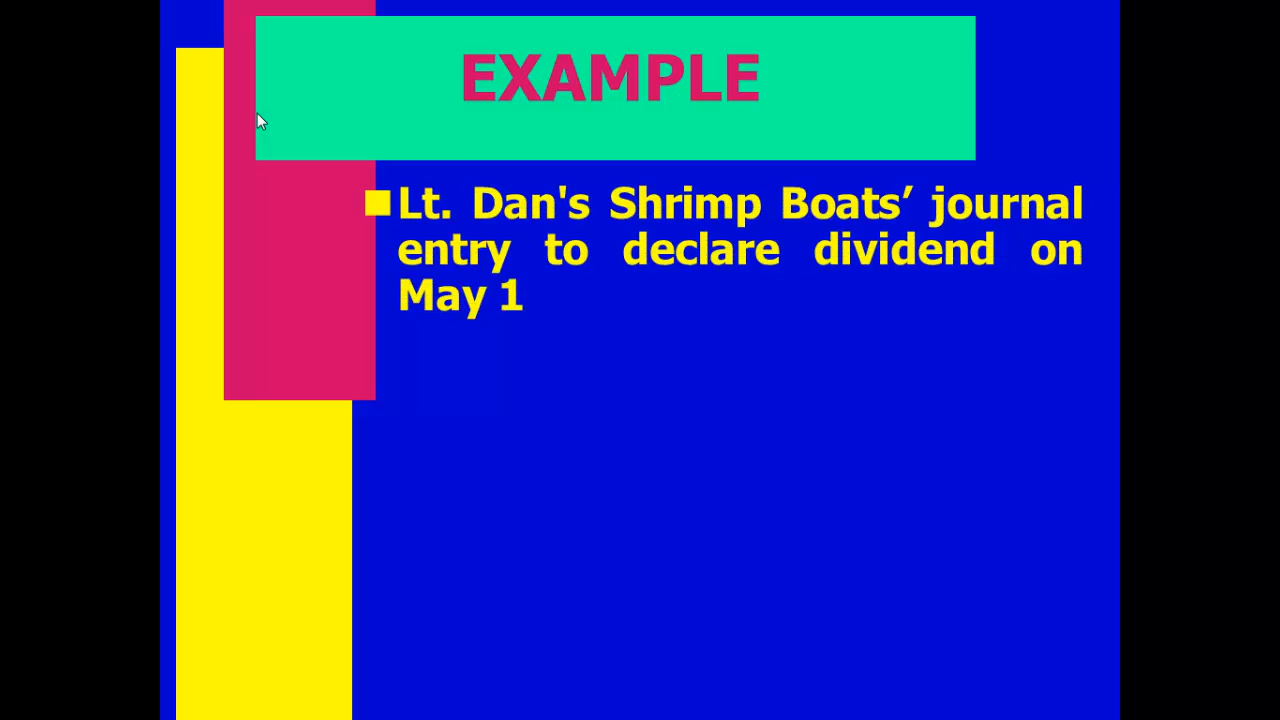 EXAMPLE
Lt. Dan's Shrimp Boats’ journal
entry to declare dividend on
May 1